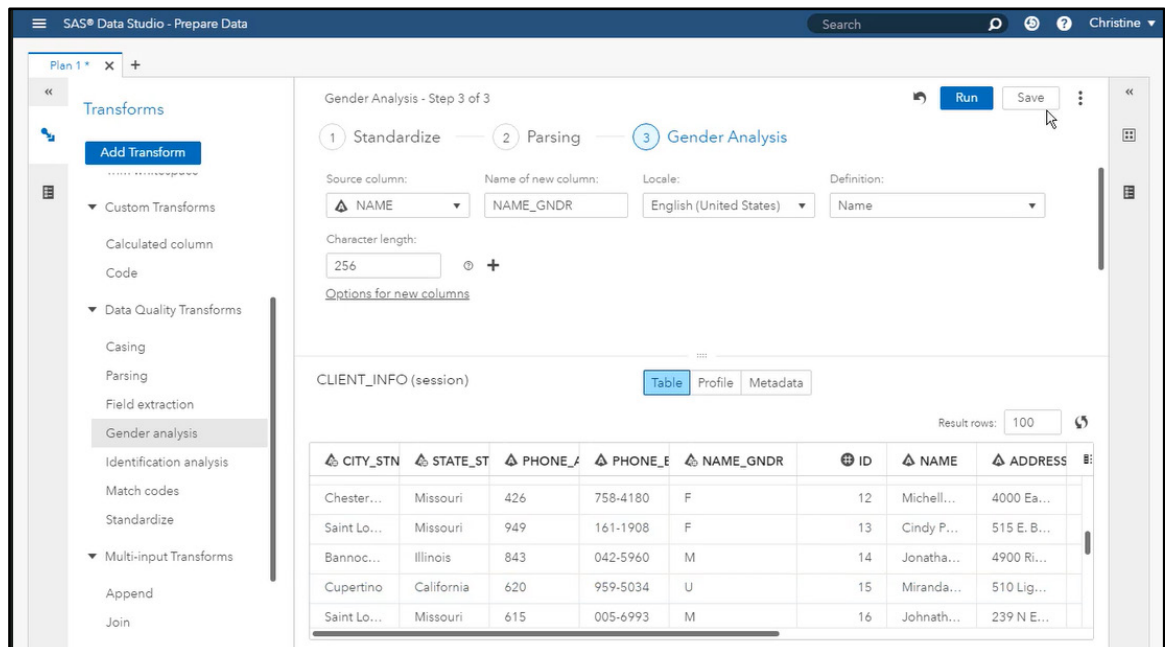 SAS® Data Studio - Prepare Data
Search
Christine
Plan 1 *
Transforms
Add Transform
Custom Transforms
Calculated column
Code
Data Quality Transforms
Casing
Parsing
Field extraction
Gender analysis
Identification analysis
Match codes
Standardize
Multi-input Transforms
Append
Join
Gender Analysis - Step 3 of 3
Run Save
1 Standardize 2 Parsing 3 Gender Analysis
Source column: Name of new column: Locale: Definition:
NAME NAME_GNDR English (United States) Name
Character length:
256
Options for new columns
CLIENT_INFO (session) Table Profile Metadata
Result rows: 100
CITY_STN STATE_ST PHONE_A PHONE_E NAME_GNDR ID NAME ADDRESS
Chester... Missouri 426 758-4180 F 12 Michell... 4000 Ea...
Saint Lo... Missouri 949 161-1908 F 13 Cindy P... 515 E. B...
Bannoc... Illinois 843 042-5960 M 14 Jonatha... 4900 Ri...
Cupertino California 620 959-5034 U 15 Miranda... 510 Lig...
Saint Lo... Missouri 615 005-6993 M 16 Johnath... 239 N E...